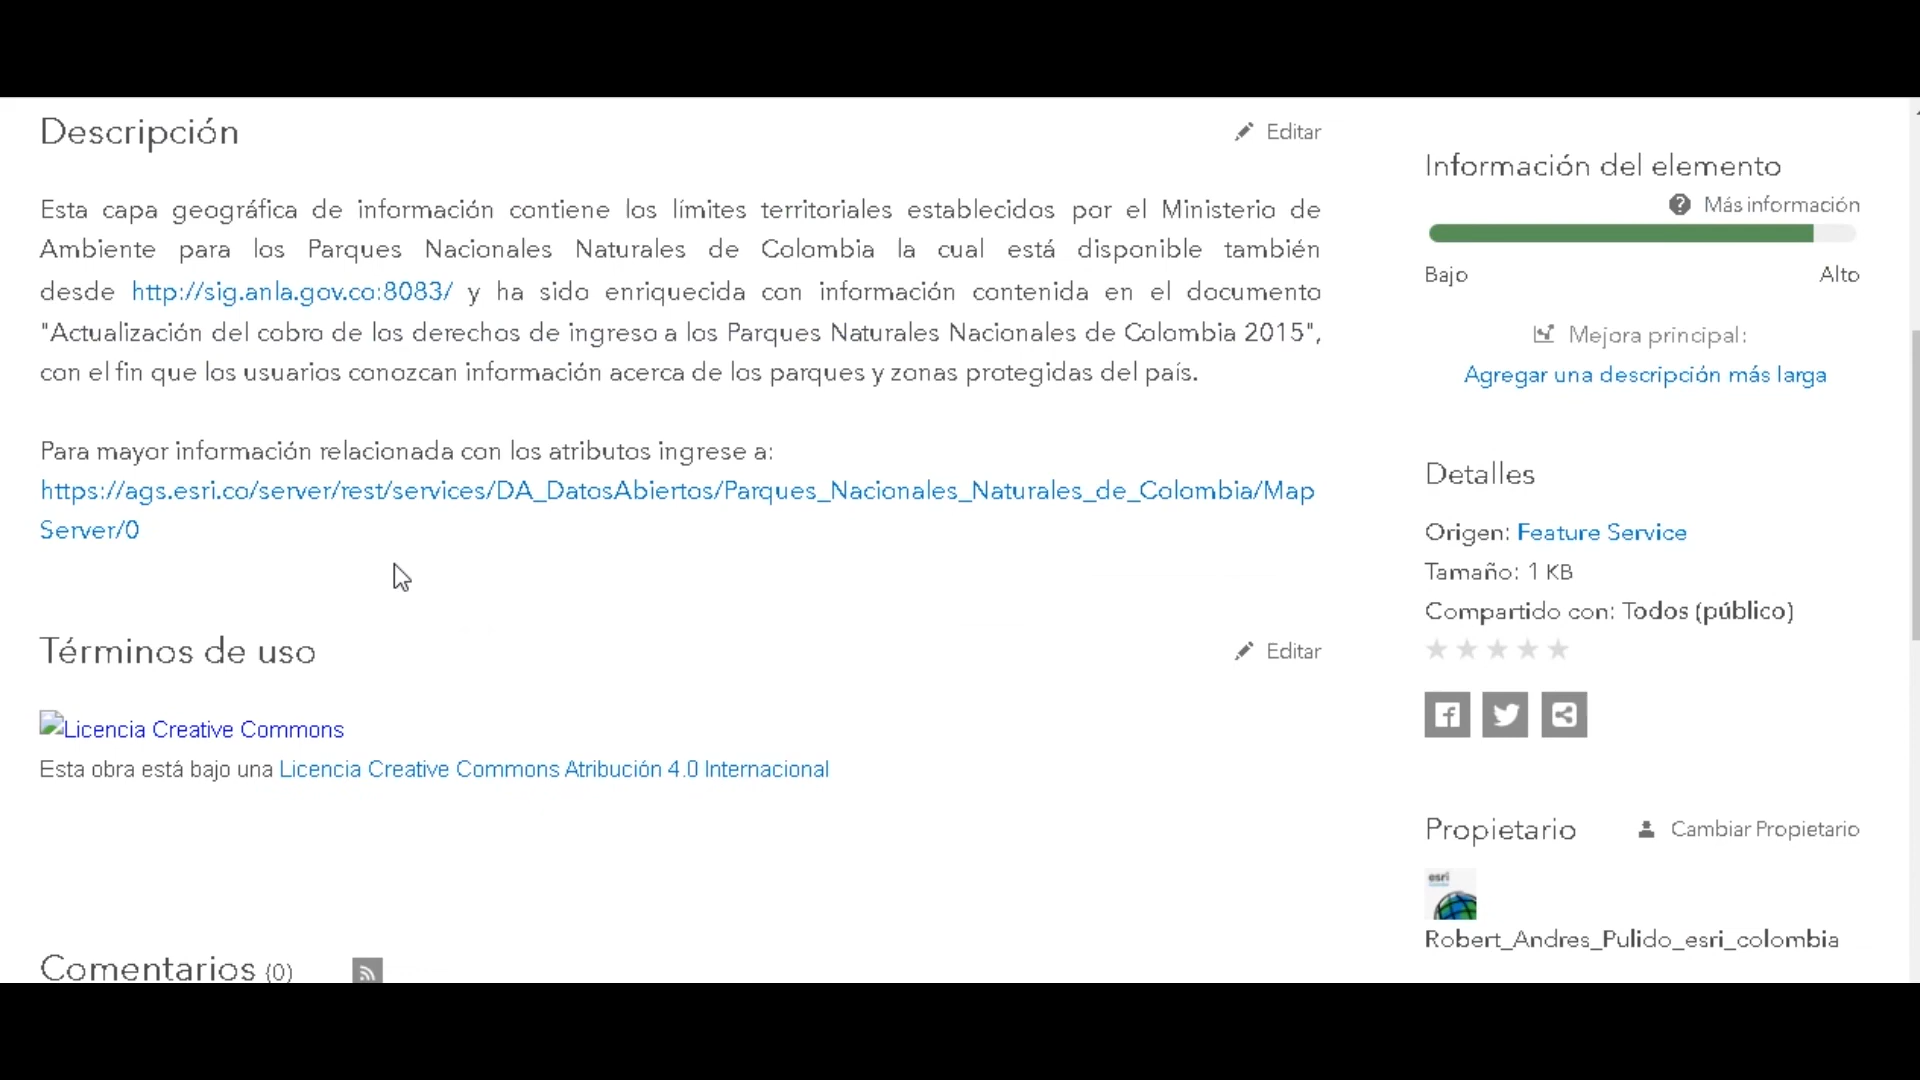 Descripción
Editar
Esta capa geográfica de información contiene los límites territoriales establecidos por el Ministerio de
Ambiente para los Parques Nacionales Naturales de Colombia la cual está disponible también
desde http://sig.anla.gov.co:8083/ y ha sido enriquecida con información contenida en el documento
"Actualización del cobro de los derechos de ingreso a los Parques Naturales Nacionales de Colombia 2015",
con el fin que los usuarios conozcan información acerca de los parques y zonas protegidas del país.
Para mayor información relacionada con los atributos ingrese a:
https://ags.esri.co/server/rest/services/DA_DatosAbiertos/Parques_Nacionales_Naturales_de_Colombia/Map
Server/0
Términos de uso
Editar
Licencia Creative Commons
Esta obra está bajo una Licencia Creative Commons Atribución 4.0 Internacional
Comentarios (0)
Información del elemento
Más información
Bajo
Alto
Mejora principal:
Agregar una descripción más larga
Detalles
Origen: Feature Service
Tamaño: 1 KB
Compartido con: Todos (público)
Propietario
Cambiar Propietario
esri
Robert_Andres_Pulido_esri_colombia